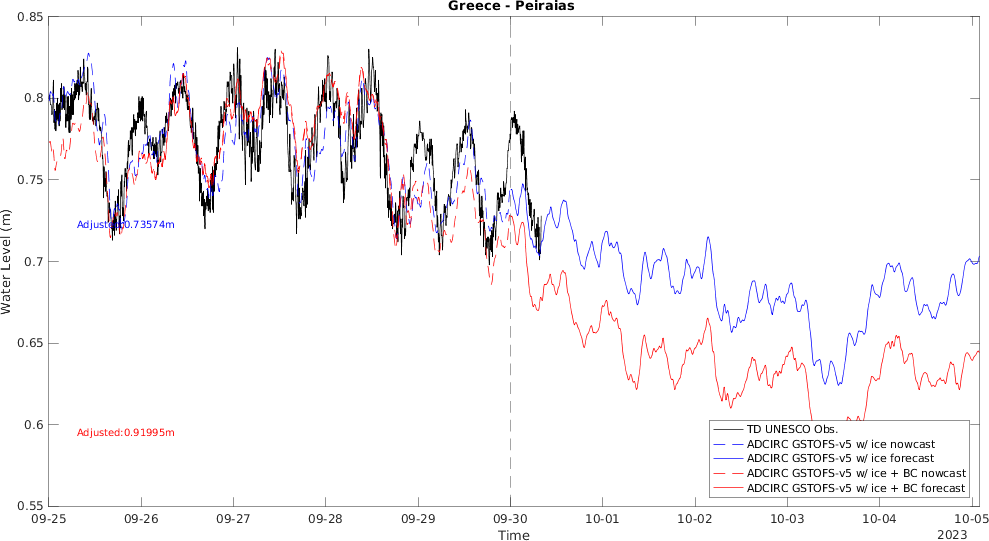 Greece - Peiraias
Water Level (m)
0.85
0.8
0.75
0.7
0.65
0.6
0.55
Adjusted:0.73574m
Adjusted:0.91995m
TD UNESCO Obs.
ADCIRC GSTOFS-v5 w/ ice nowcast
ADCIRC GSTOFS-v5 w/ ice forecast
ADCIRC GSTOFS-v5 w/ ice + BC nowcast
ADCIRC GSTOFS-v5 w/ ice + BC forecast
09-25 09-26 09-27 09-28 09-29 09-30 10-01 10-02 10-03 10-04 10-05
Time
2023